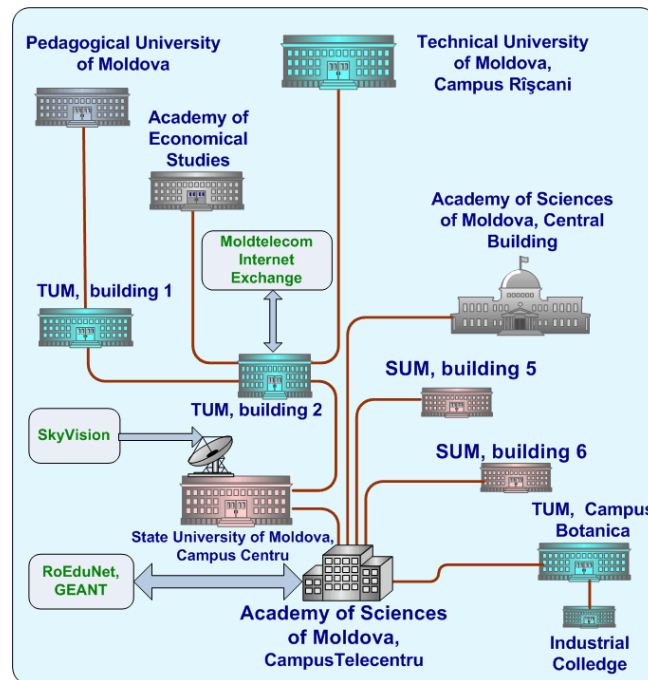 Pedagogical University
of Moldova
Technical University
of Moldova,
Campus Rîşcani
Academy of
Economical
Studies
Academy of Sciences
of Moldova, Central
Building
Moldtelecom
Internet
Exchange
TUM, building 1
SUM, building 5
TUM, building 2
SkyVision
SUM, building 6
TUM, Campus
Botanica
State University of Moldova,
Campus Centru
RoEduNet,
GEANT
Academy of Sciences
of Moldova,
CampusTelecentru
Industrial
Colledge